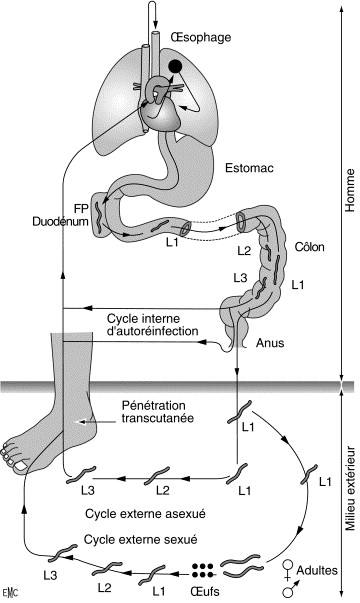 Œsophage
Estomac
Homme
FP
Duodénum
L1
L2
Côlon
L3
L1
Cycle interne
d'autoréinfection
Anus
Pénétration
transcutanée
L1
L1
L3
L2
L1
Milieu extérieur
Cycle externe asexué
Cycle externe sexué
L3
L2
L1
Œufs
♀
Adultes
♂
EMC